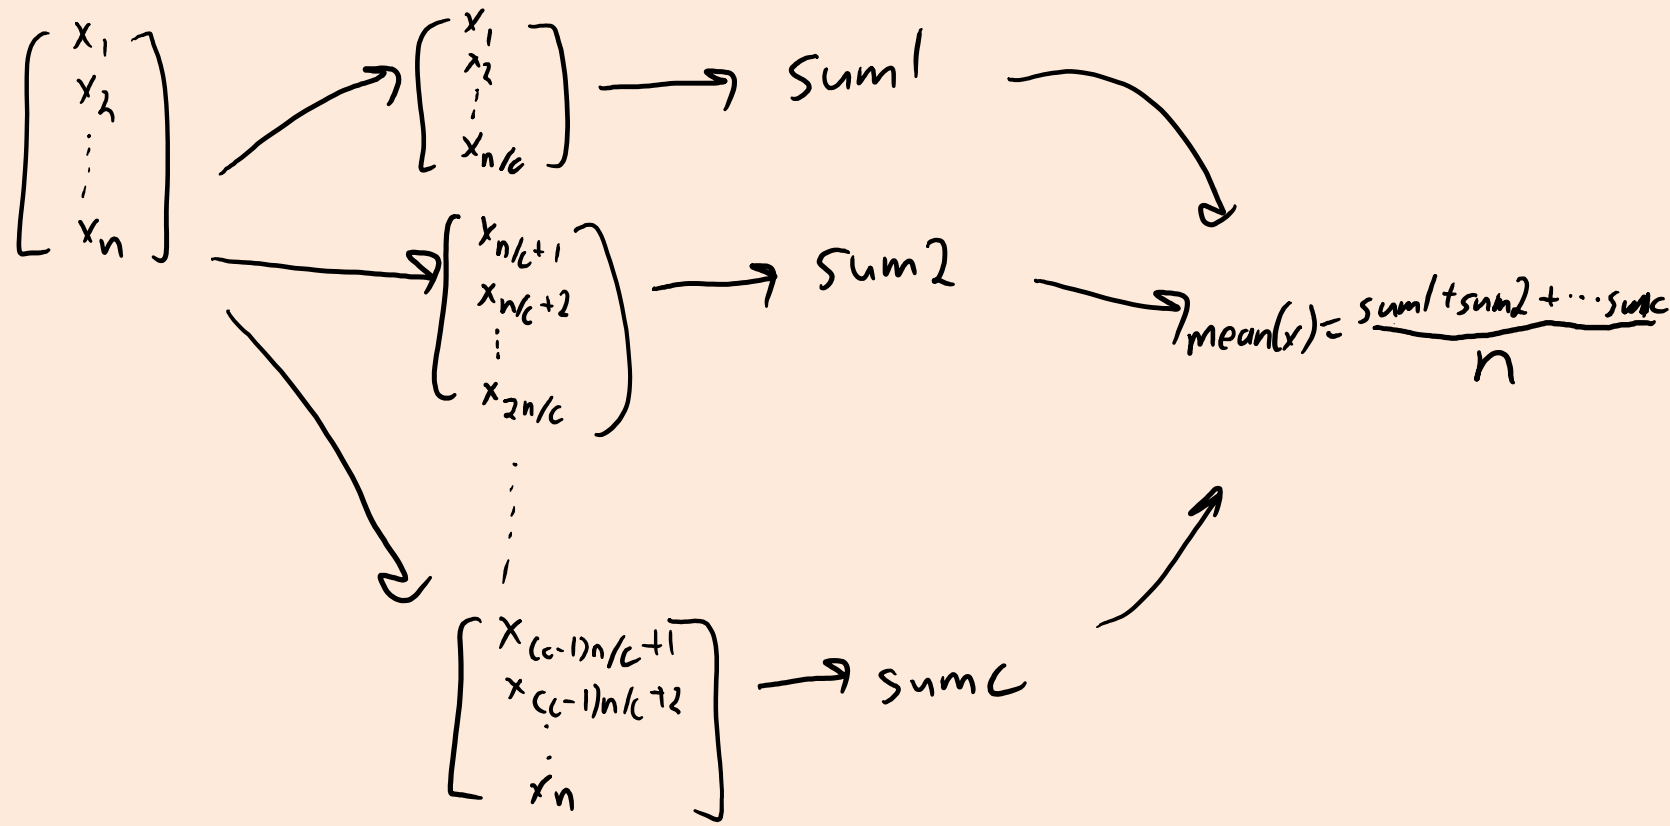 x1
x2
xn
x1
x2
xn/c
sum1
xn/c+1
xn/c+2
x2n/c
sum2
x(c-1)n/c+1
x(c-1)n/c+2
xn
sumc
mean(x)= sum1+sum2+...sumc
n